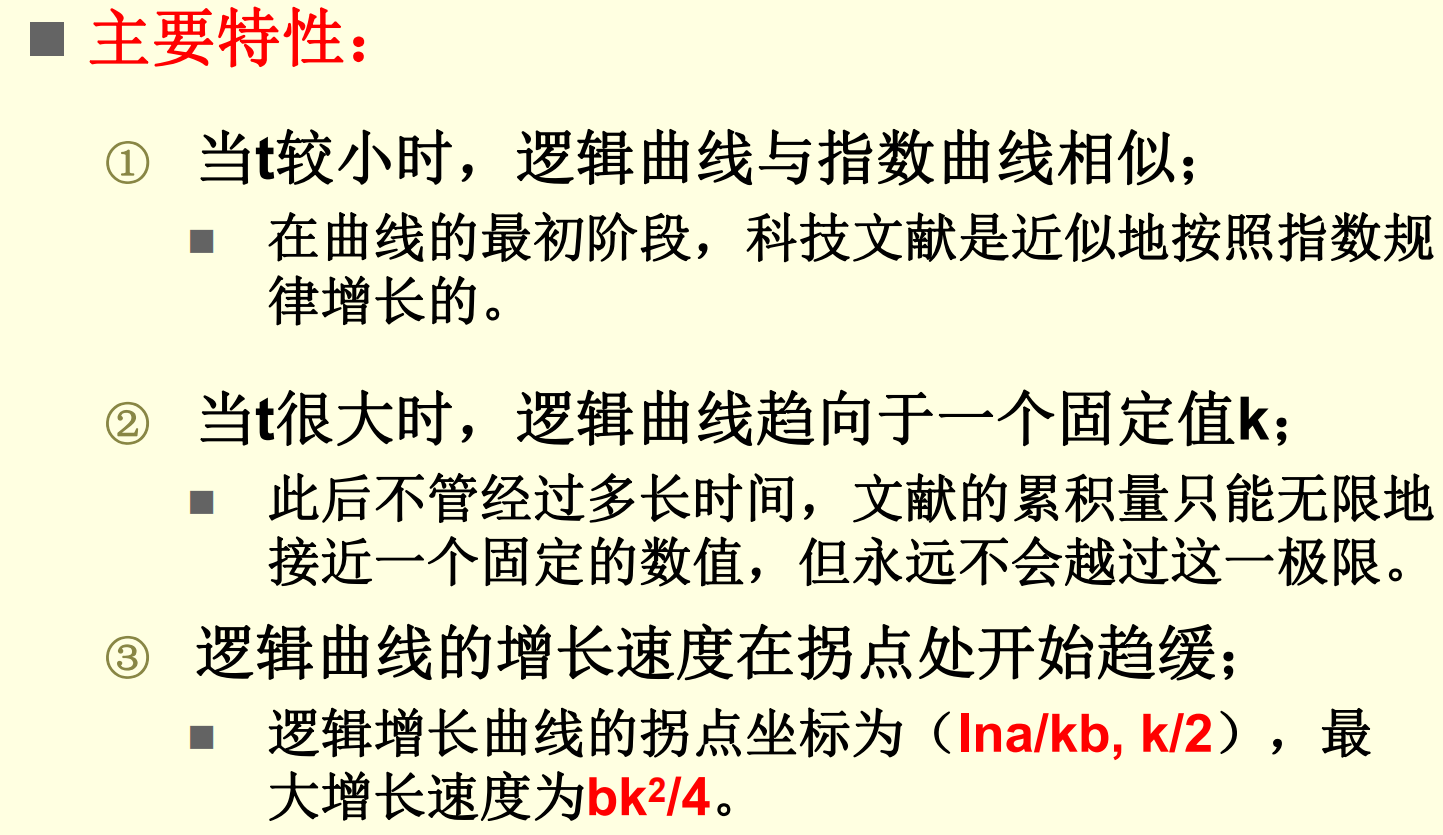 ■ 主要特性：
① 当t较小时，逻辑曲线与指数曲线相似；
■ 在曲线的最初阶段，科技文献是近似地按照指数规
律增长的。
② 当t很大时，逻辑曲线趋向于一个固定值k；
■ 此后不管经过多长时间，文献的累积量只能无限地
接近一个固定的数值，但永远不会越过这一极限。
③ 逻辑曲线的增长速度在拐点处开始趋缓；
■ 逻辑增长曲线的拐点坐标为（lna/kb, k/2），最
大增长速度为bk²/4。